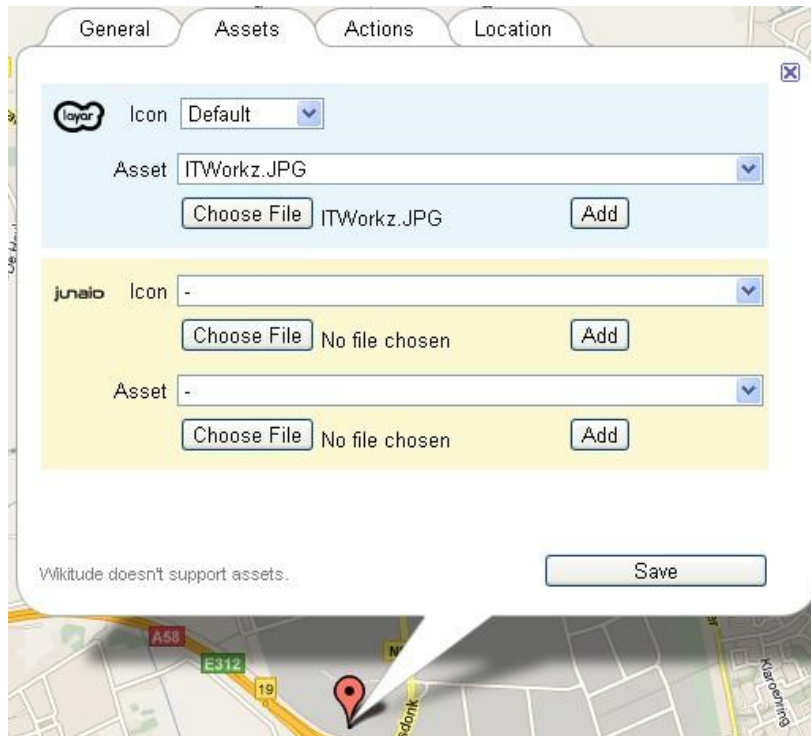 General Assets Actions Location
layar Icon Default
Asset ITWorkz.JPG
Choose File ITWorkz.JPG Add
junaio Icon -
Choose File No file chosen Add
Asset -
Choose File No file chosen Add
Wikitude doesn't support assets. Save
A58
E312
19
Klaroenring